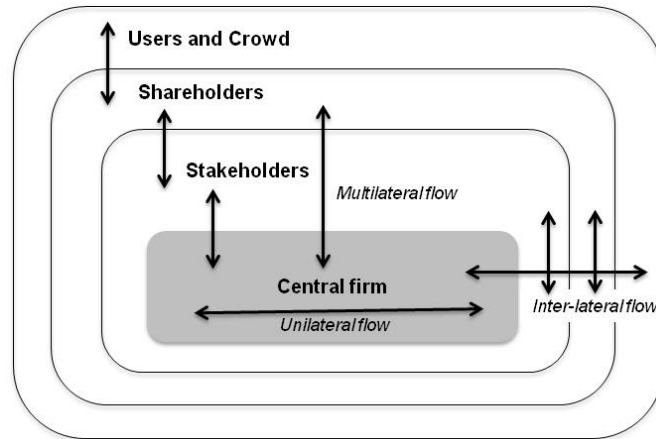 Users and Crowd
Shareholders
Stakeholders
Multilateral flow
Central firm
Inter-lateral flow
Unilateral flow